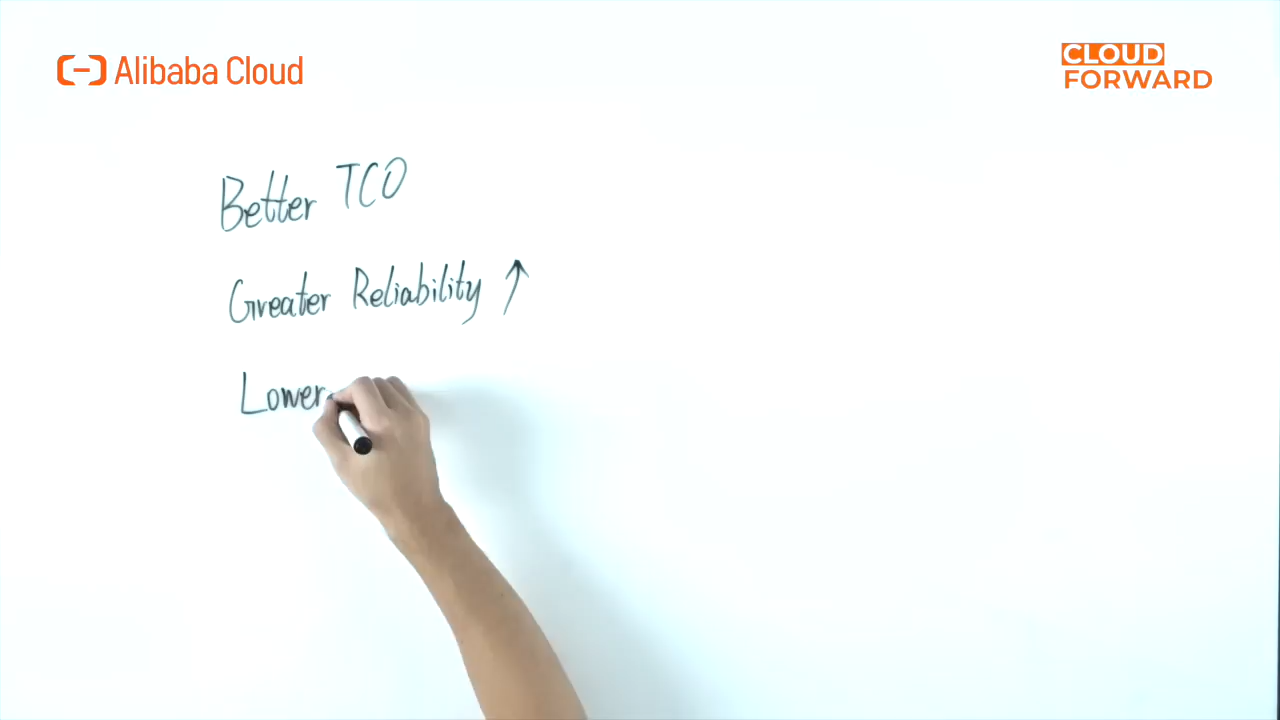 Alibaba Cloud
CLOUD
FORWARD
Better TCO
Greater Reliability ↑
Lower